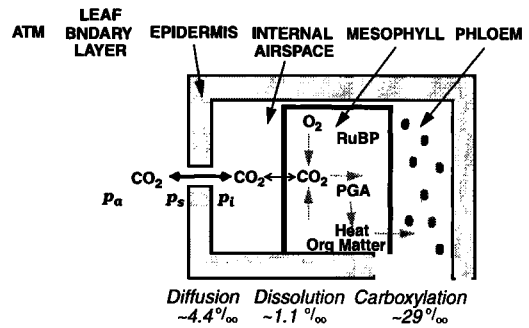 ATM LEAF BNDARY LAYER EPIDERMIS INTERNAL AIRSPACE MESOPHYLL PHLOEM
O₂
RuBP
CO₂ CO₂ CO₂
pₐ pₛ pᵢ
PGA
Heat
Org Matter
Diffusion Dissolution Carboxylation
~4.4°/∞ ~1.1 °/∞ ~29°/∞